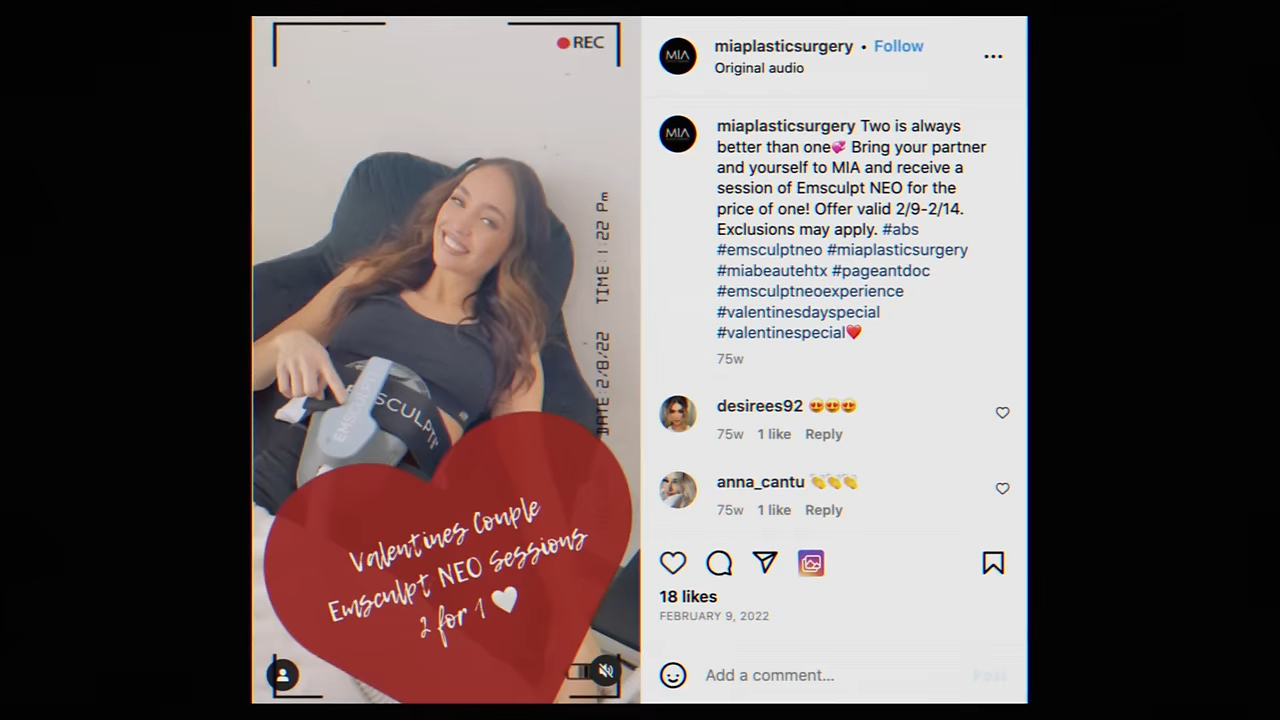 REC
TIME: 1:22 Pm
DATE: 2/8/22
EMSCULPT
SCULPT
Valentines Couple
Emsculpt NEO sessions
2 for 1 🤍
MIA
miaplasticsurgery • Follow
Original audio
MIA
miaplasticsurgery Two is always
better than one💞 Bring your partner
and yourself to MIA and receive a
session of Emsculpt NEO for the
price of one! Offer valid 2/9-2/14.
Exclusions may apply. #abs
#emsculptneo #miaplasticsurgery
#miabeautehtx #pageantdoc
#emsculptneoexperience
#valentinesdayspecial
#valentinespecial❤️
75w
desirees92 😍😍😍
75w 1 like Reply
anna_cantu 👏👏👏
75w 1 like Reply
18 likes
FEBRUARY 9, 2022
Add a comment...
Post